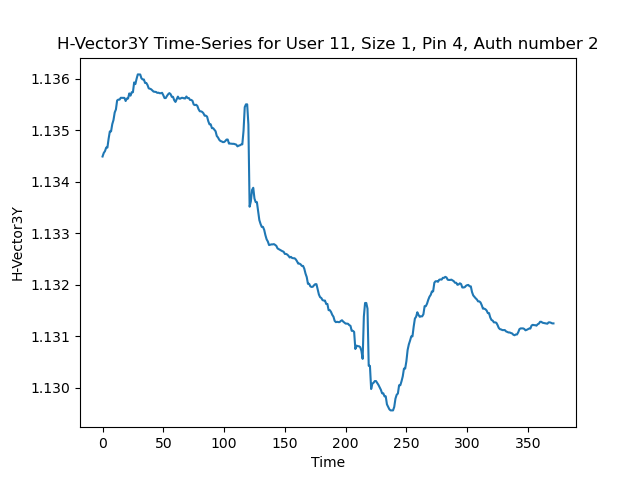 H-Vector3Y Time-Series for User 11, Size 1, Pin 4, Auth number 2
1.136
1.135
1.134
1.133
1.132
1.131
1.130
H-Vector3Y
0 50 100 150 200 250 300 350
Time